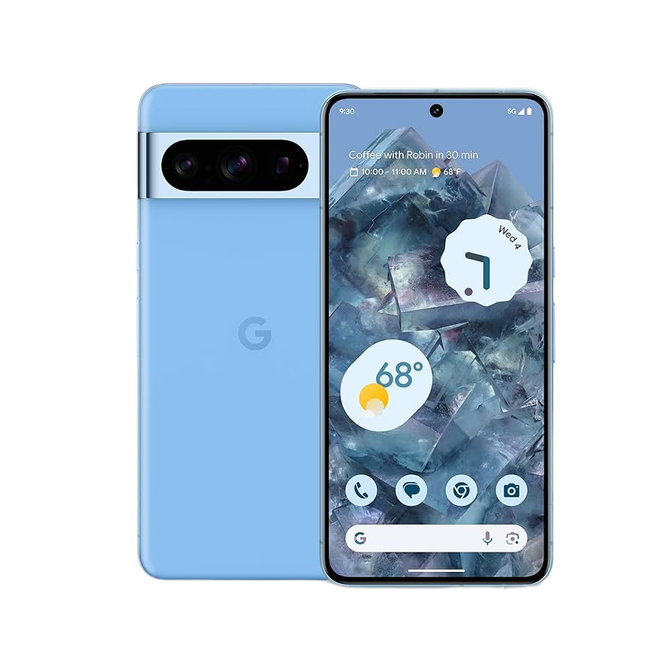 9:30
5G
Coffee with Robin in 30 min
10:00 - 11:00 AM 68°F
Wed 4
68°
G
G